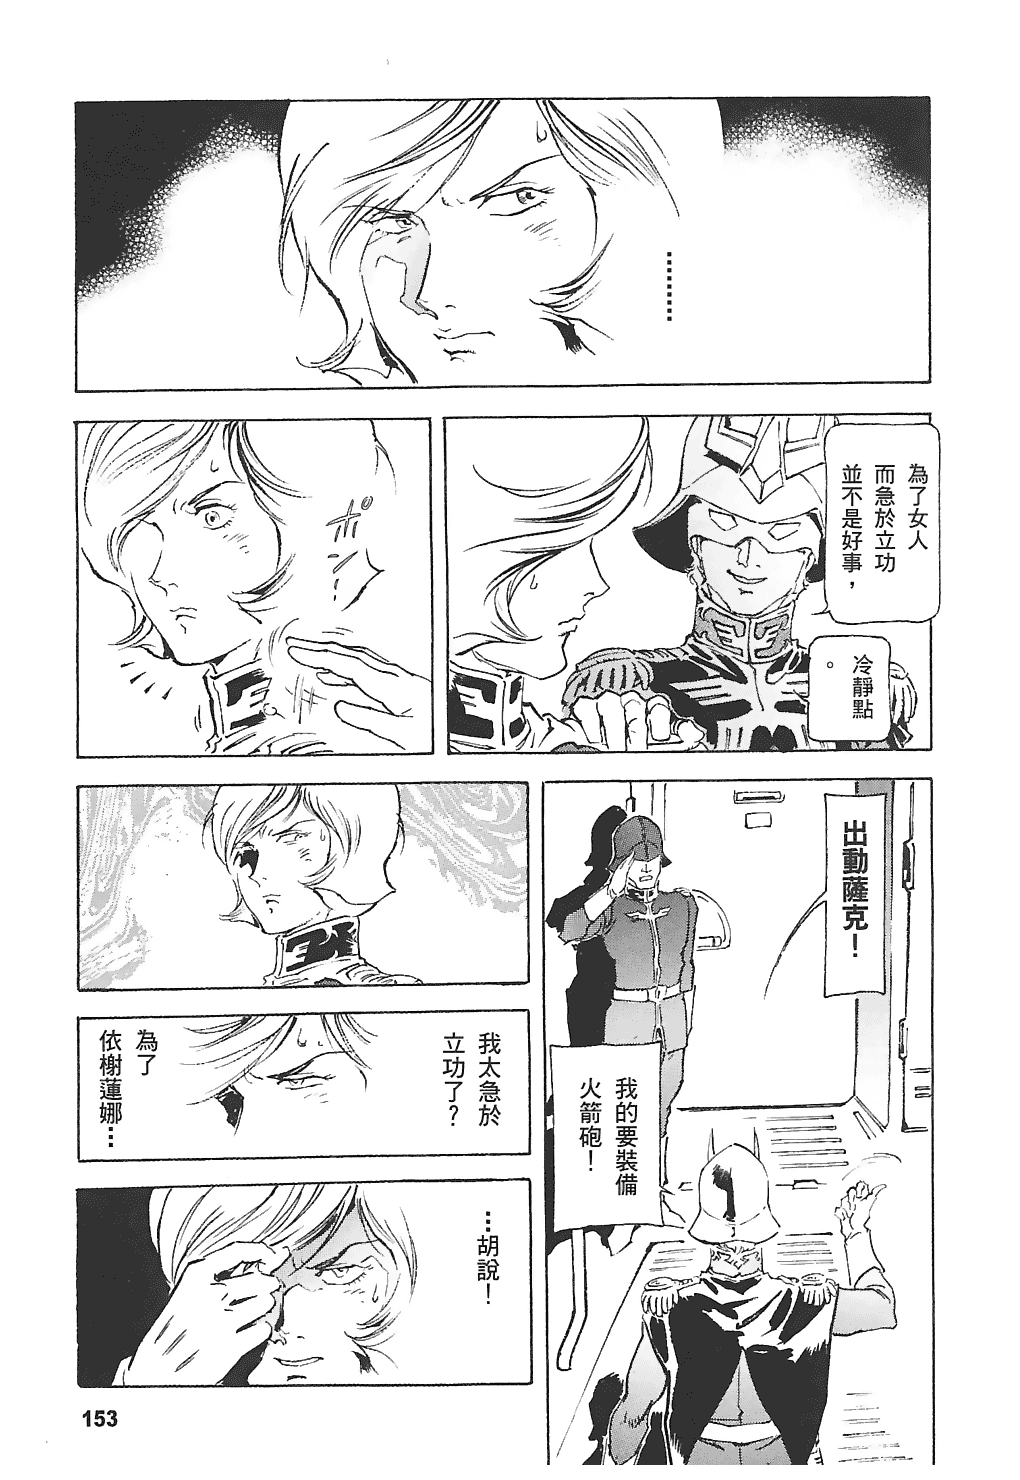 ………
為了女人
而急於立功
並不是好事，
冷靜點
。
ポ
出動薩克！
我的要裝備
火箭砲！
我太急於
立功了？
為了
依榭蓮娜…
…胡說！
153